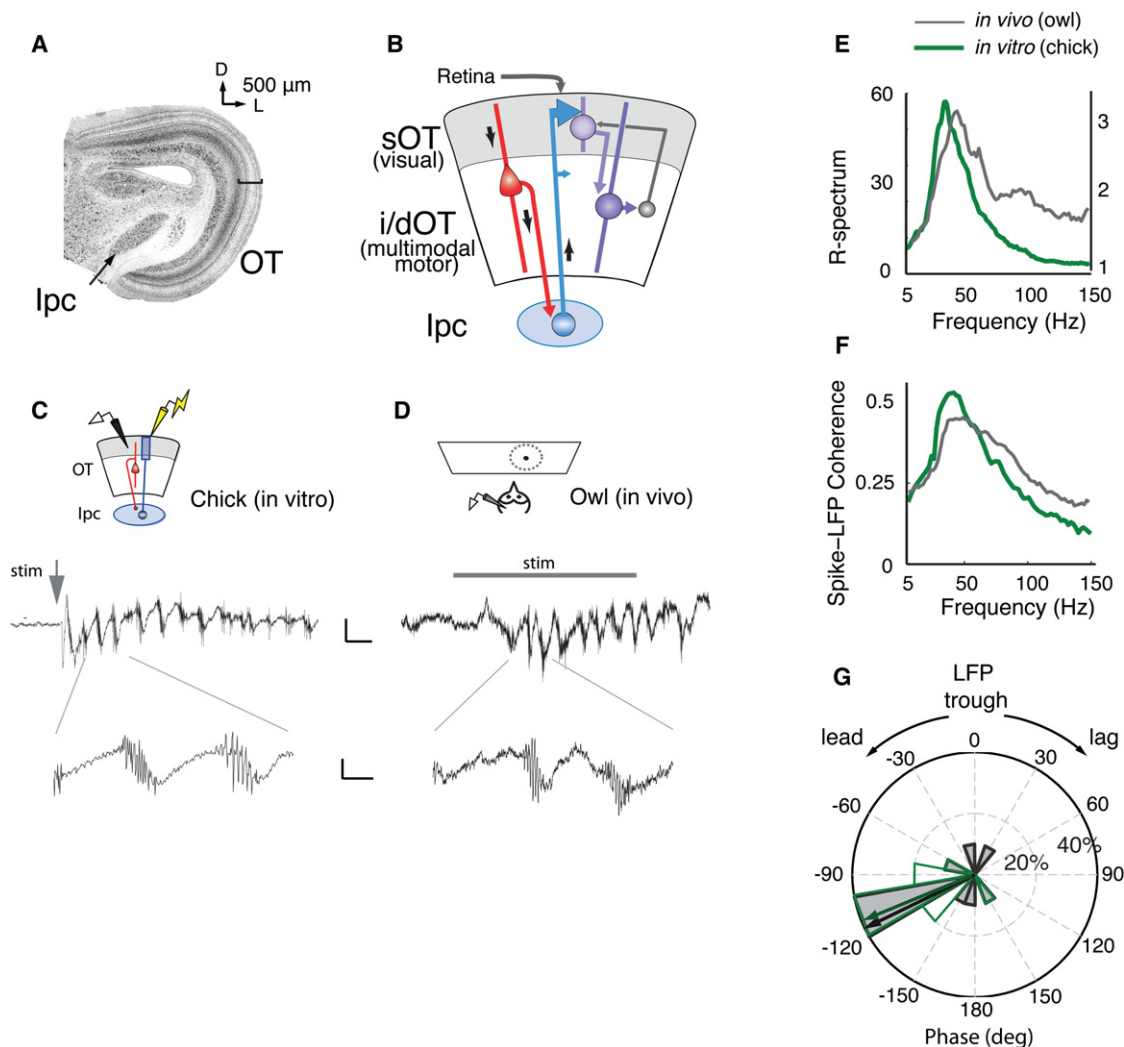 A
D
500 µm
L
OT
Ipc
B
Retina
sOT
(visual)
i/dOT
(multimodal
motor)
Ipc
C
OT
Ipc
Chick (in vitro)
stim
D
Owl (in vivo)
stim
in vivo (owl)
in vitro (chick)
E
60
30
0
3
2
1
R-spectrum
5
50
100
150
Frequency (Hz)
F
0.5
0.25
0
Spike–LFP Coherence
5
50
100
150
Frequency (Hz)
G
LFP
trough
lead
lag
0
-30
30
-60
60
40%
20%
-90
90
-120
120
-150
150
180
Phase (deg)